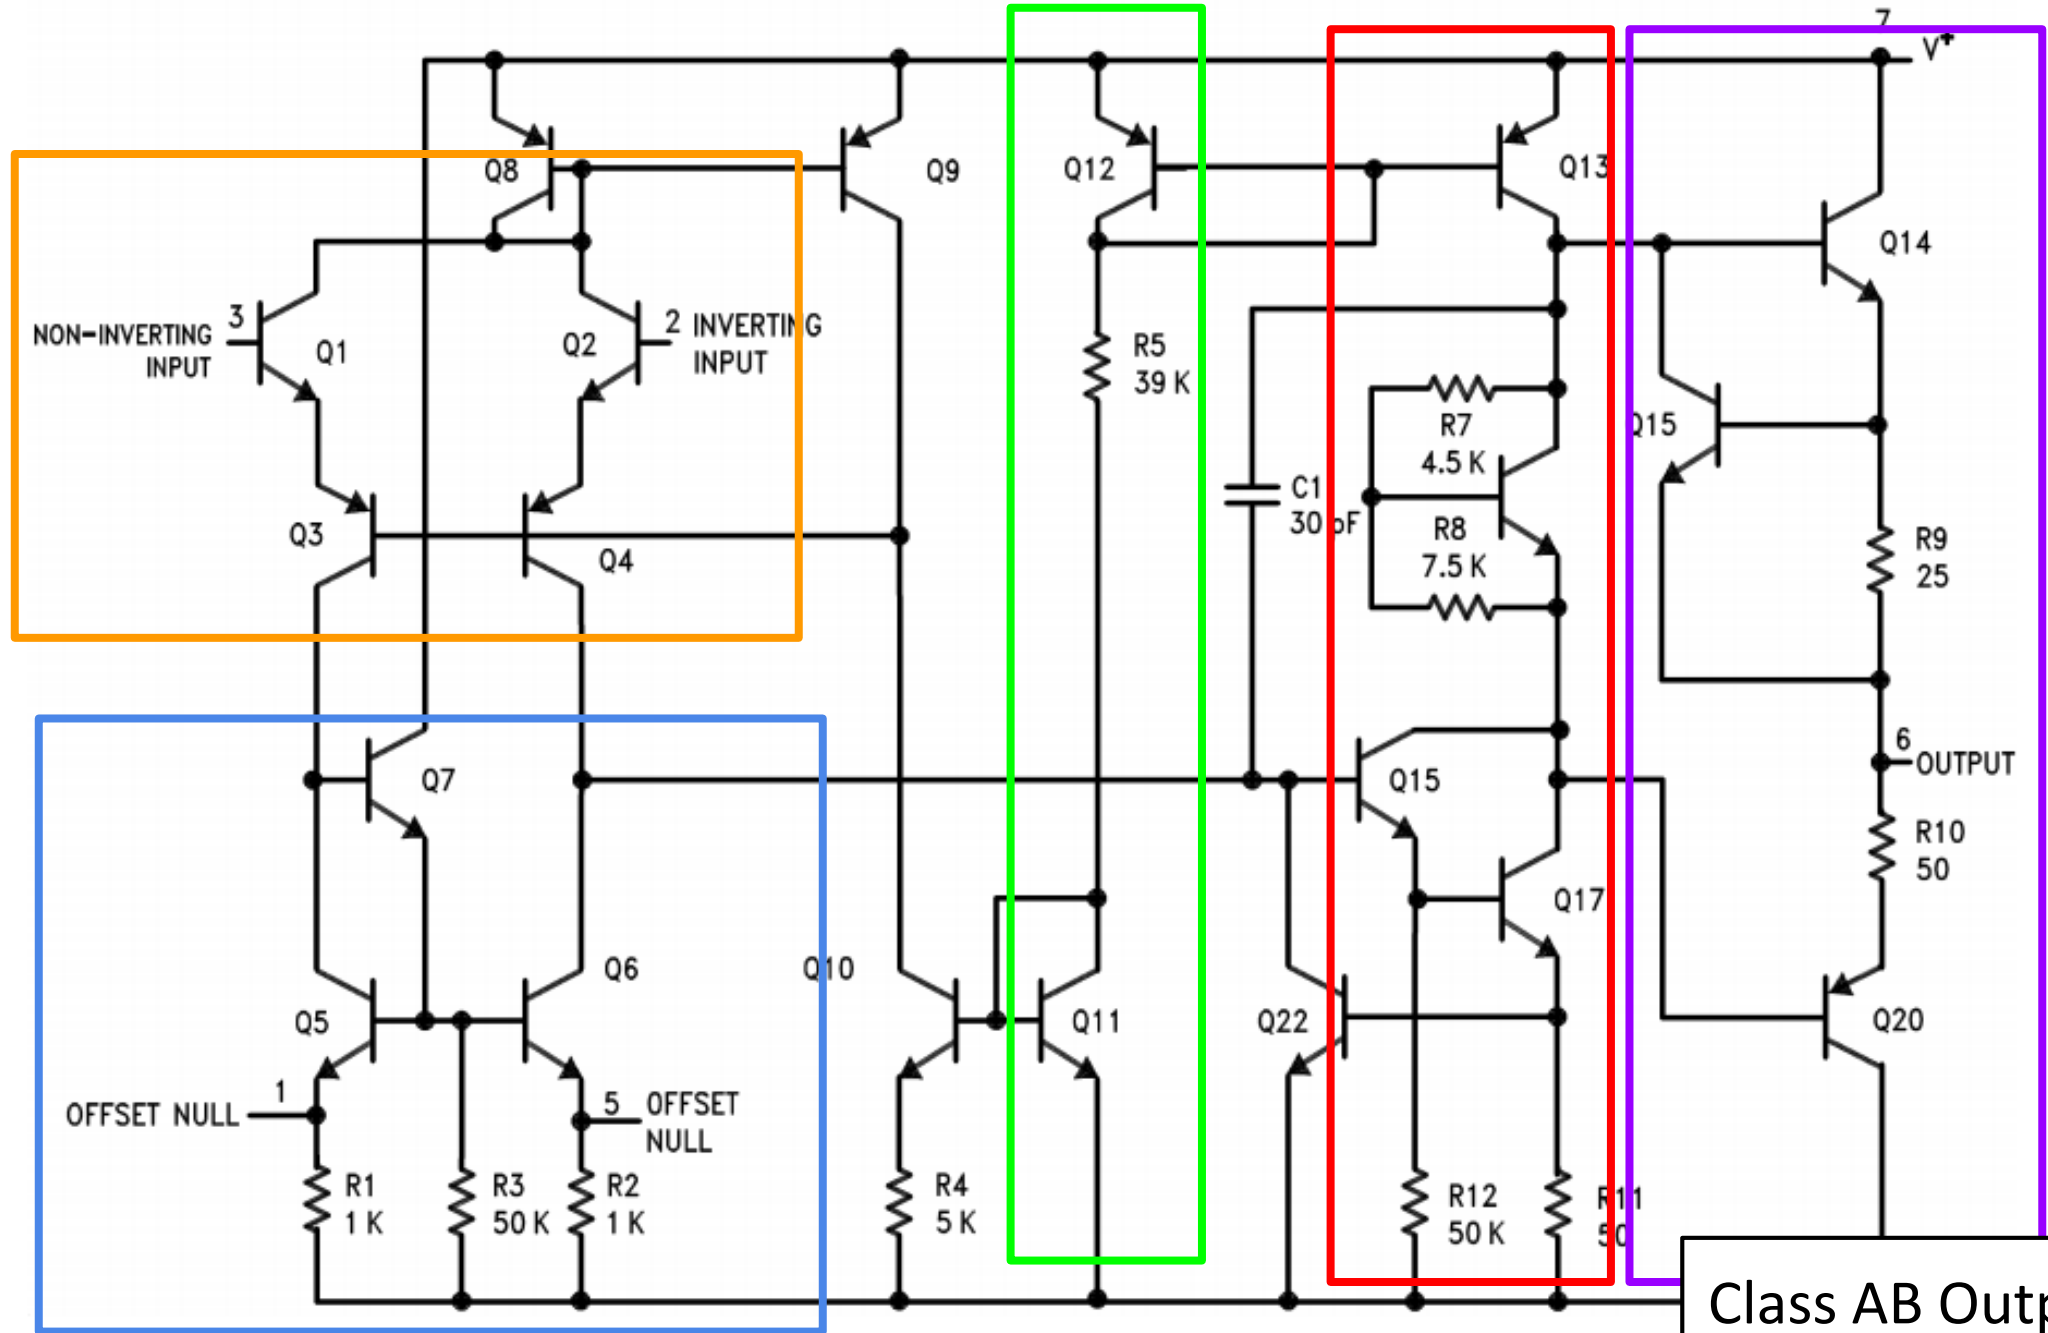 7
V+
Q8
Q9
Q12
Q13
Q14
3
NON-INVERTING
INPUT
Q1
Q2
2 INVERTING
INPUT
R5
39 K
R7
4.5 K
Q15
C1
30 pF
R8
7.5 K
Q3
Q4
R9
25
6
OUTPUT
Q7
Q15
R10
50
Q17
Q6
Q10
Q5
Q11
Q22
Q20
1
OFFSET NULL
5
OFFSET
NULL
R1
1 K
R3
50 K
R2
1 K
R4
5 K
R12
50 K
R11
50
Class AB